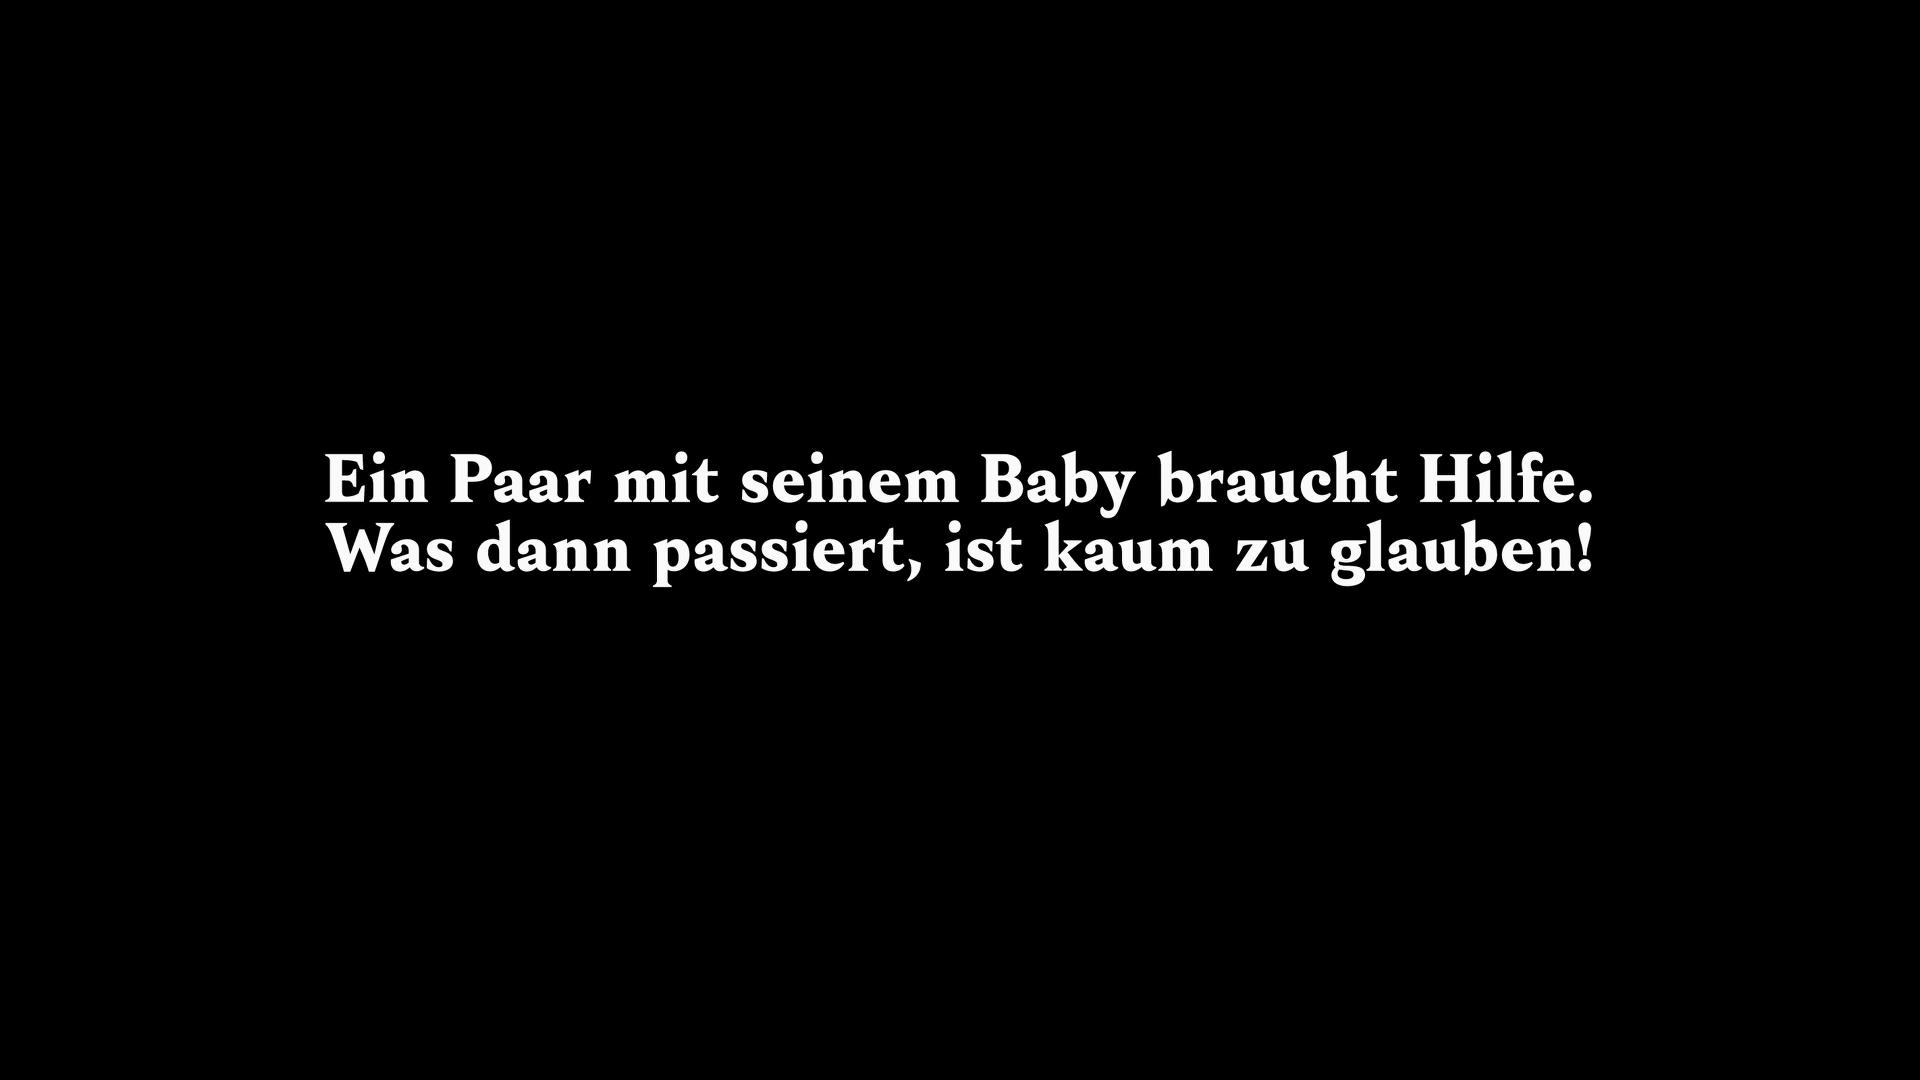 Ein Paar mit seinem Baby braucht Hilfe.
Was dann passiert, ist kaum zu glauben!